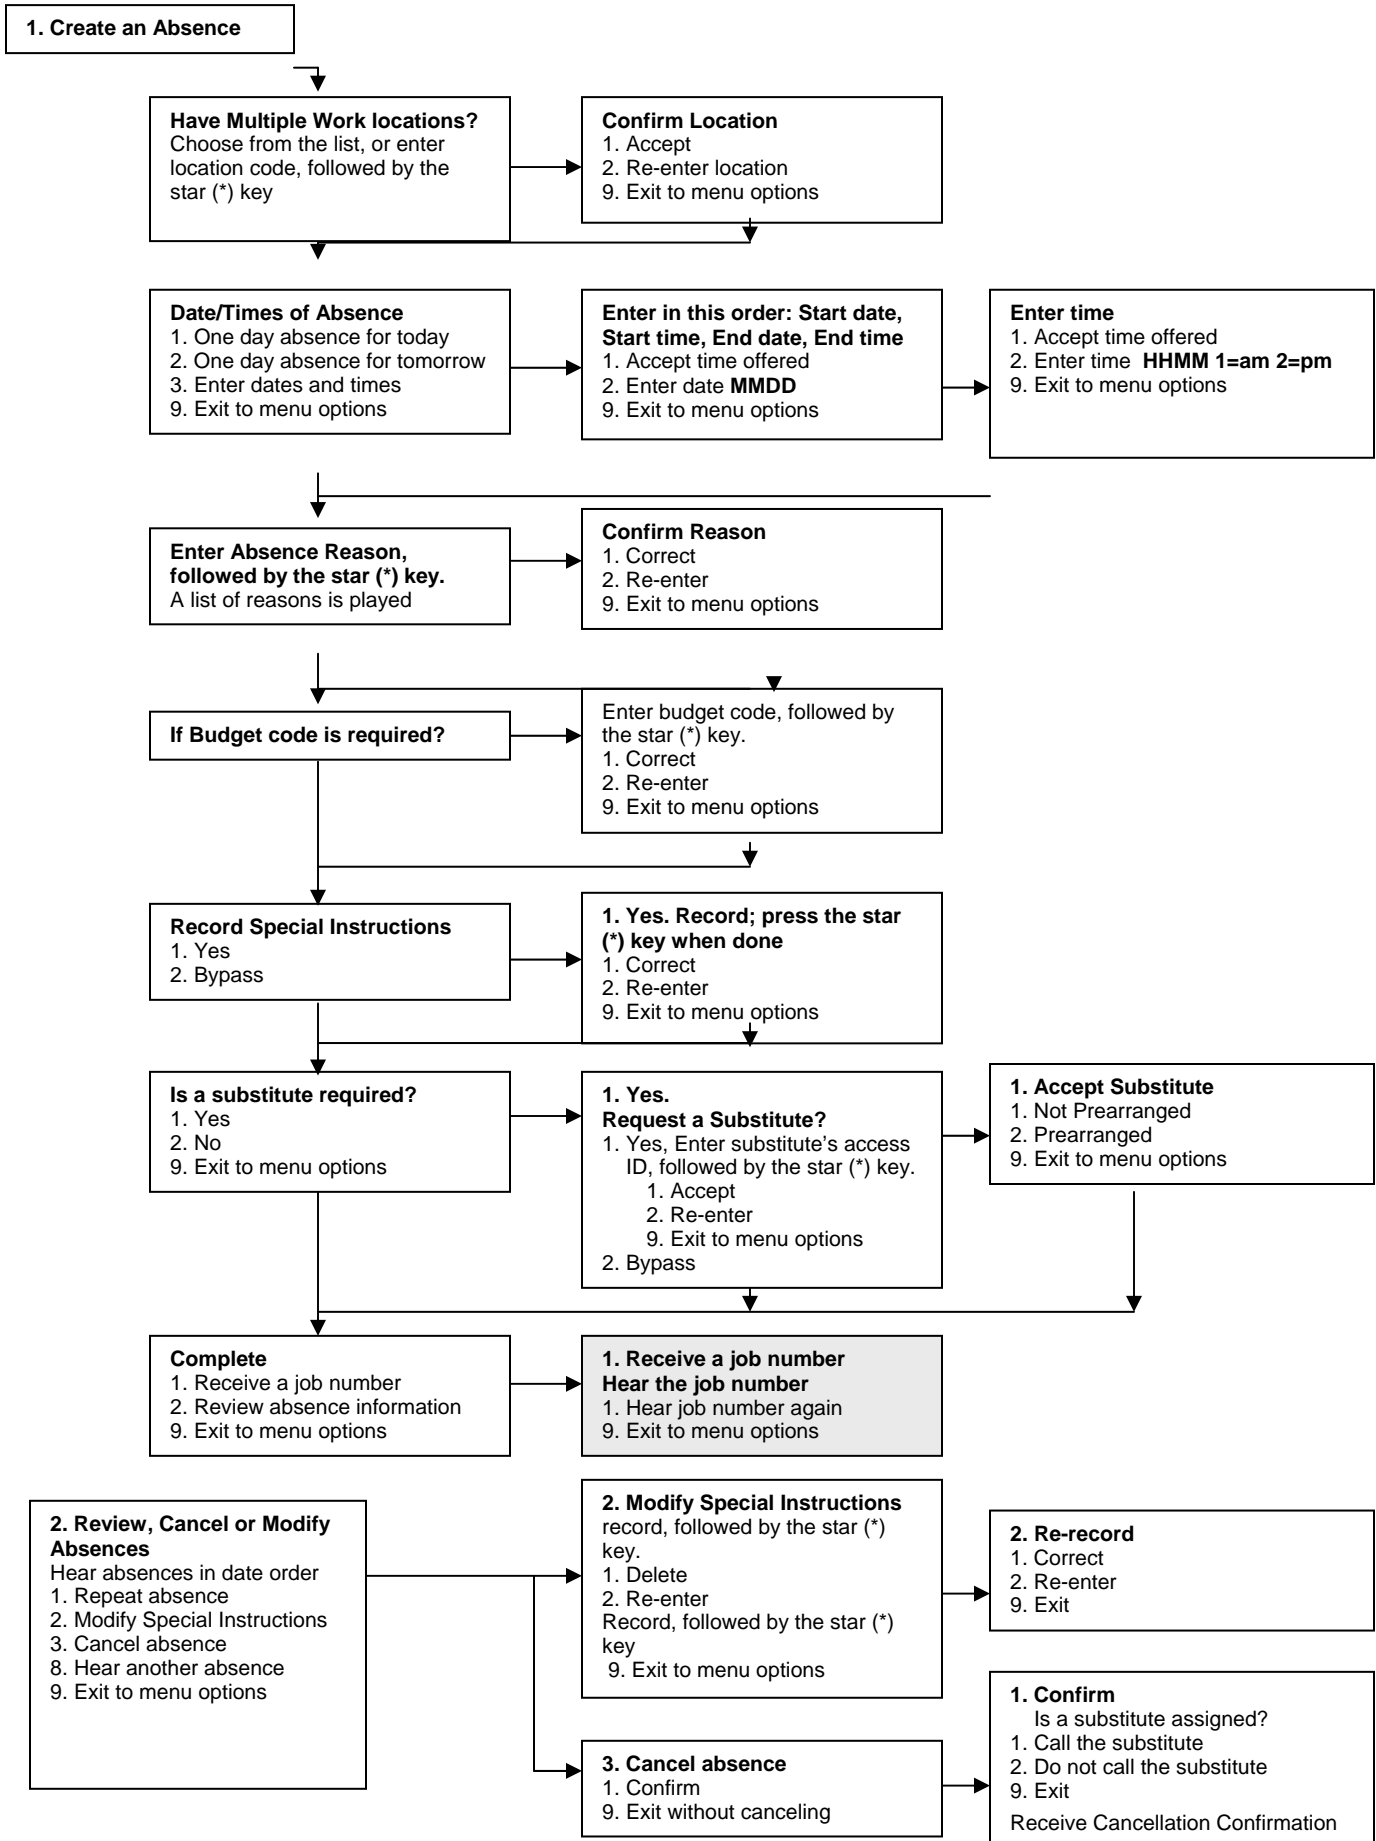 1. Create an Absence
Have Multiple Work locations?
Choose from the list, or enter
location code, followed by the
star (*) key
Confirm Location
1. Accept
2. Re-enter location
9. Exit to menu options
Date/Times of Absence
1. One day absence for today
2. One day absence for tomorrow
3. Enter dates and times
9. Exit to menu options
Enter in this order: Start date,
Start time, End date, End time
1. Accept time offered
2. Enter date MMDD
9. Exit to menu options
Enter time
1. Accept time offered
2. Enter time HHMM 1=am 2=pm
9. Exit to menu options
Enter Absence Reason,
followed by the star (*) key.
A list of reasons is played
Confirm Reason
1. Correct
2. Re-enter
9. Exit to menu options
If Budget code is required?
Enter budget code, followed by
the star (*) key.
1. Correct
2. Re-enter
9. Exit to menu options
Record Special Instructions
1. Yes
2. Bypass
1. Yes. Record; press the star
(*) key when done
1. Correct
2. Re-enter
9. Exit to menu options
Is a substitute required?
1. Yes
2. No
9. Exit to menu options
1. Yes.
Request a Substitute?
1. Yes, Enter substitute's access
ID, followed by the star (*) key.
1. Accept
2. Re-enter
9. Exit to menu options
2. Bypass
1. Accept Substitute
1. Not Prearranged
2. Prearranged
9. Exit to menu options
Complete
1. Receive a job number
2. Review absence information
9. Exit to menu options
1. Receive a job number
Hear the job number
1. Hear job number again
9. Exit to menu options
2. Review, Cancel or Modify
Absences
Hear absences in date order
1. Repeat absence
2. Modify Special Instructions
3. Cancel absence
8. Hear another absence
9. Exit to menu options
2. Modify Special Instructions
record, followed by the star (*)
key.
1. Delete
2. Re-enter
Record, followed by the star (*)
key
9. Exit to menu options
2. Re-record
1. Correct
2. Re-enter
9. Exit
3. Cancel absence
1. Confirm
9. Exit without canceling
1. Confirm
Is a substitute assigned?
1. Call the substitute
2. Do not call the substitute
9. Exit
Receive Cancellation Confirmation